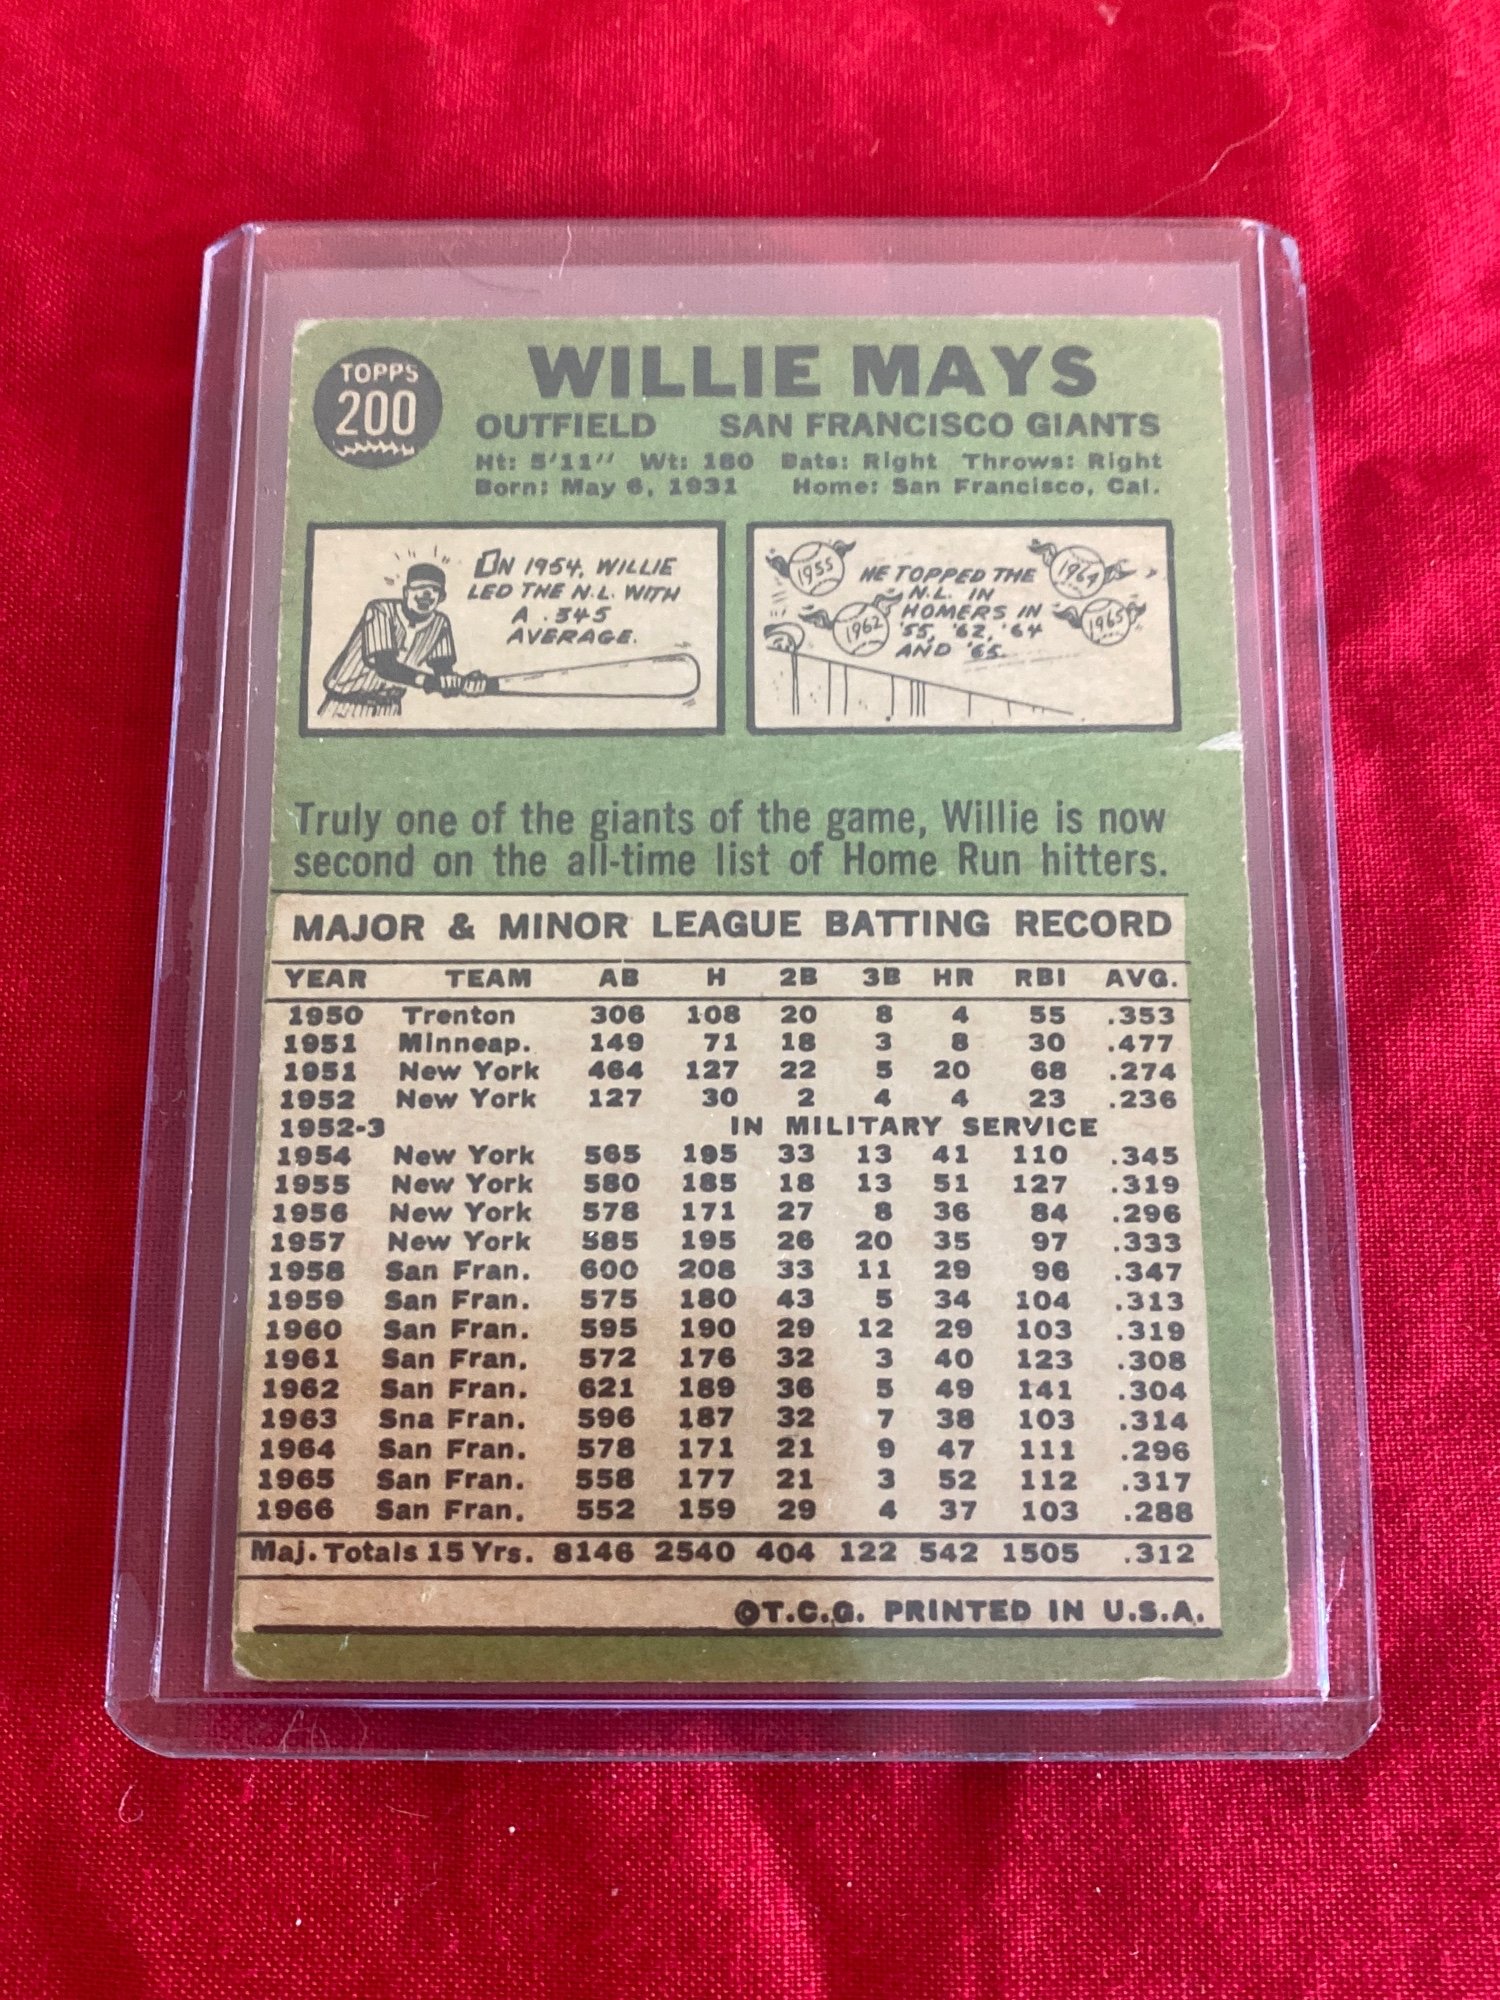 TOPPS
200
WILLIE MAYS
OUTFIELD SAN FRANCISCO GIANTS
Ht: 5'11" Wt: 180 Bats: Right Throws: Right
Born: May 6, 1931 Home: San Francisco, Cal.
ON 1954, WILLIE
LED THE N.L. WITH
A .345
AVERAGE.
1955
1962
HE TOPPED THE
N.L. IN
HOMERS IN
'55, '62, '64
AND '65.
1964
1965
Truly one of the giants of the game, Willie is now
second on the all-time list of Home Run hitters.
MAJOR & MINOR LEAGUE BATTING RECORD
YEAR TEAM AB H 2B 3B HR RBI AVG.
1950 Trenton 306 108 20 8 4 55 .353
1951 Minneap. 149 71 18 3 8 30 .477
1951 New York 464 127 22 5 20 68 .274
1952 New York 127 30 2 4 4 23 .236
1952-3 IN MILITARY SERVICE
1954 New York 565 195 33 13 41 110 .345
1955 New York 580 185 18 13 51 127 .319
1956 New York 578 171 27 8 36 84 .296
1957 New York 585 195 26 20 35 97 .333
1958 San Fran. 600 208 33 11 29 96 .347
1959 San Fran. 575 180 43 5 34 104 .313
1960 San Fran. 595 190 29 12 29 103 .319
1961 San Fran. 572 176 32 3 40 123 .308
1962 San Fran. 621 189 36 5 49 141 .304
1963 Sna Fran. 596 187 32 7 38 103 .314
1964 San Fran. 578 171 21 9 47 111 .296
1965 San Fran. 558 177 21 3 52 112 .317
1966 San Fran. 552 159 29 4 37 103 .288
Maj. Totals 15 Yrs. 8146 2540 404 122 542 1505 .312
©T.C.G. PRINTED IN U.S.A.